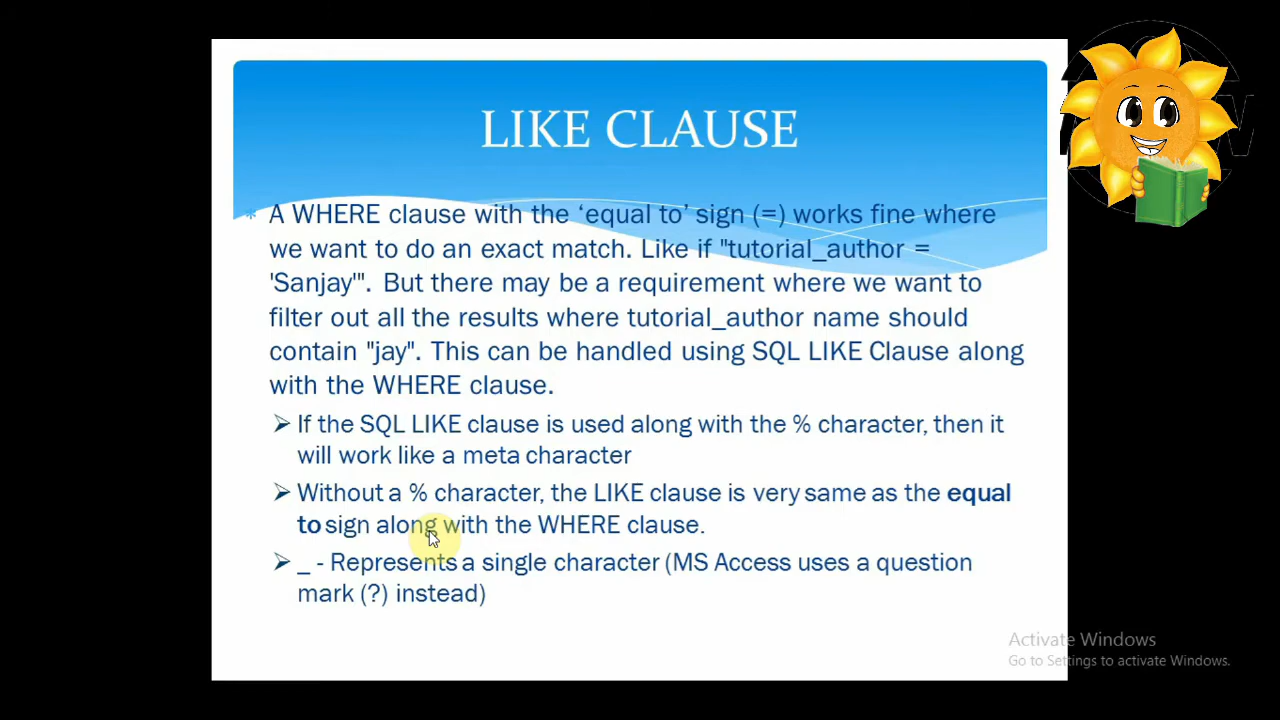 LIKE CLAUSE
A WHERE clause with the ‘equal to’ sign (=) works fine where
we want to do an exact match. Like if "tutorial_author =
'Sanjay'". But there may be a requirement where we want to
filter out all the results where tutorial_author name should
contain "jay". This can be handled using SQL LIKE Clause along
with the WHERE clause.
If the SQL LIKE clause is used along with the % character, then it
will work like a meta character
Without a % character, the LIKE clause is very same as the equal
to sign along with the WHERE clause.
_ - Represents a single character (MS Access uses a question
mark (?) instead)
Activate Windows
Go to Settings to activate Windows.